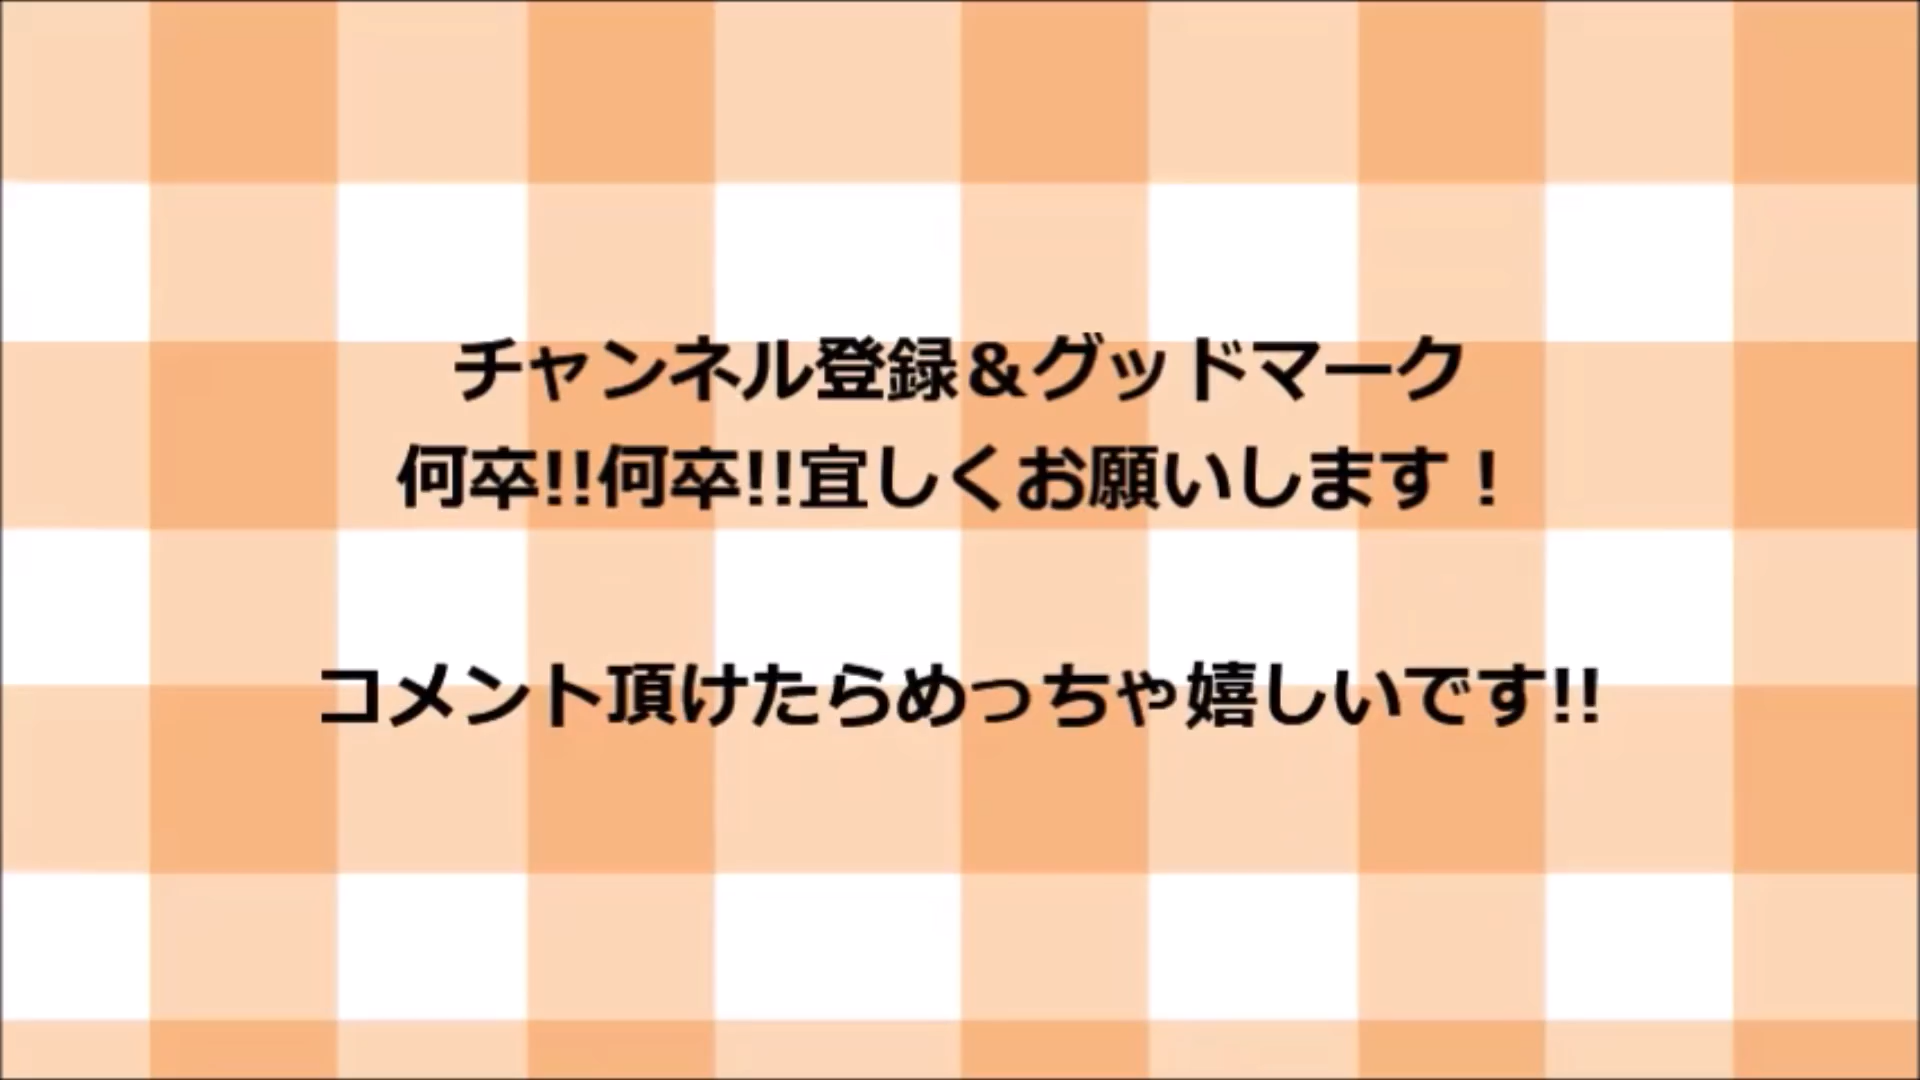 チャンネル登録＆グッドマーク
何卒!!何卒!!宜しくお願いします！
コメント頂けたらめっちゃ嬉しいです!!